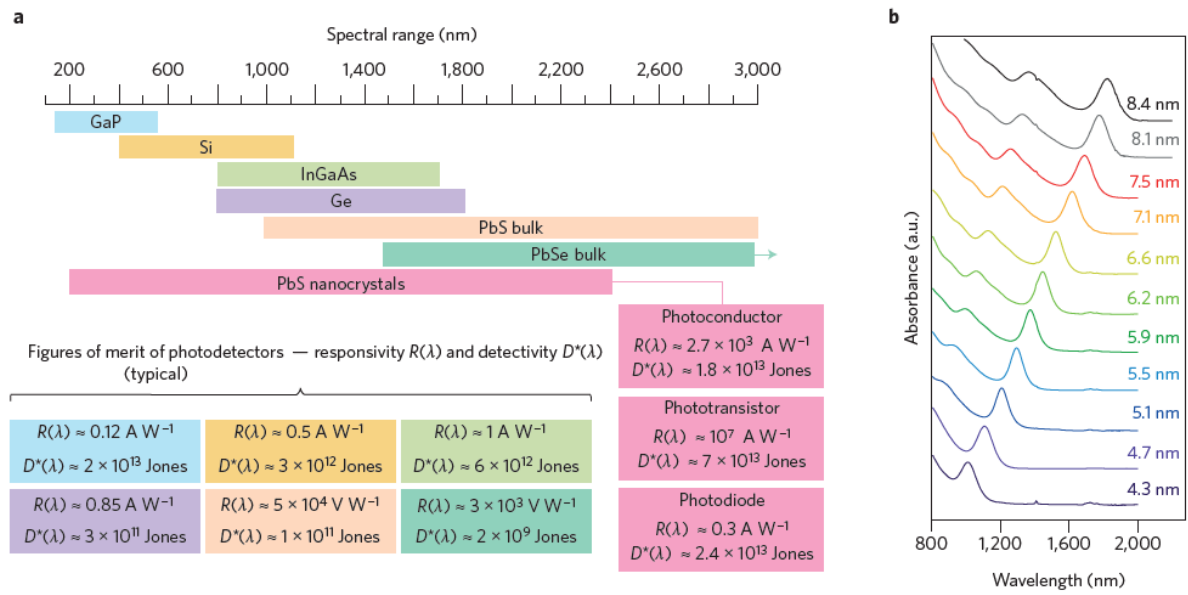 a
Spectral range (nm)
200 600 1,000 1,400 1,800 2,200 2,600 3,000
GaP
Si
InGaAs
Ge
PbS bulk
PbSe bulk
PbS nanocrystals
Figures of merit of photodetectors — responsivity R(λ) and detectivity D*(λ)
(typical)
R(λ) ≈ 0.12 A W⁻¹
D*(λ) ≈ 2 × 10¹³ Jones
R(λ) ≈ 0.5 A W⁻¹
D*(λ) ≈ 3 × 10¹² Jones
R(λ) ≈ 1 A W⁻¹
D*(λ) ≈ 6 × 10¹² Jones
R(λ) ≈ 0.85 A W⁻¹
D*(λ) ≈ 3 × 10¹¹ Jones
R(λ) ≈ 5 × 10⁴ V W⁻¹
D*(λ) ≈ 1 × 10¹¹ Jones
R(λ) ≈ 3 × 10³ V W⁻¹
D*(λ) ≈ 2 × 10⁹ Jones
Photoconductor
R(λ) ≈ 2.7 × 10³ A W⁻¹
D*(λ) ≈ 1.8 × 10¹³ Jones
Phototransistor
R(λ) ≈ 10⁷ A W⁻¹
D*(λ) ≈ 7 × 10¹³ Jones
Photodiode
R(λ) ≈ 0.3 A W⁻¹
D*(λ) ≈ 2.4 × 10¹³ Jones
b
Absorbance (a.u.)
8.4 nm
8.1 nm
7.5 nm
7.1 nm
6.6 nm
6.2 nm
5.9 nm
5.5 nm
5.1 nm
4.7 nm
4.3 nm
800 1,200 1,600 2,000
Wavelength (nm)